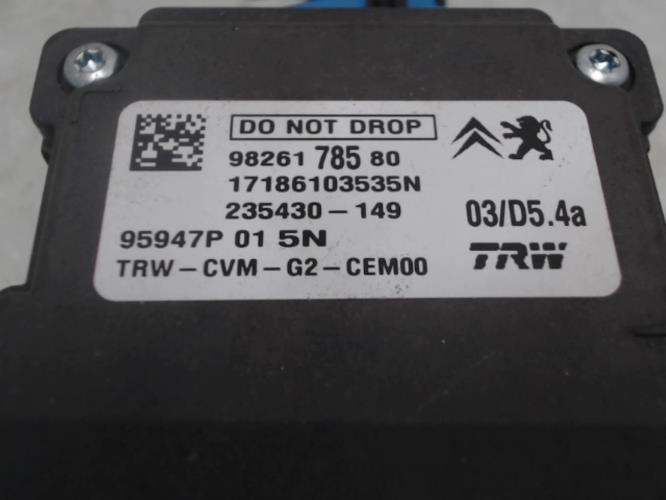 DO NOT DROP
98261 785 80
17186103535N
235430-149
03/D5.4a
95947P 01 5N
TRW-CVM-G2-CEM00
TRW